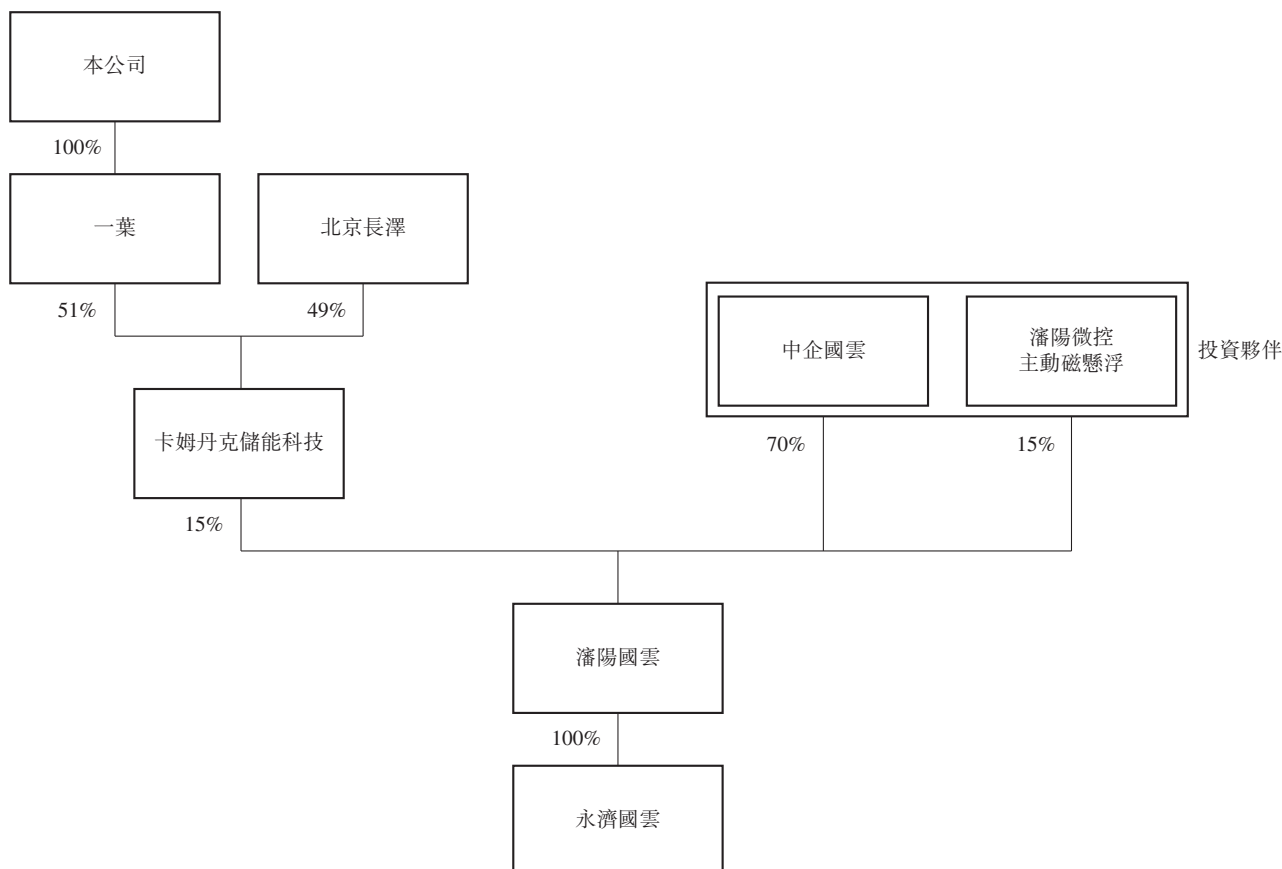 本公司
100%
一葉
北京長澤
51%
49%
中企國雲
瀋陽微控
主動磁懸浮
投資夥伴
卡姆丹克儲能科技
70%
15%
15%
瀋陽國雲
100%
永濟國雲